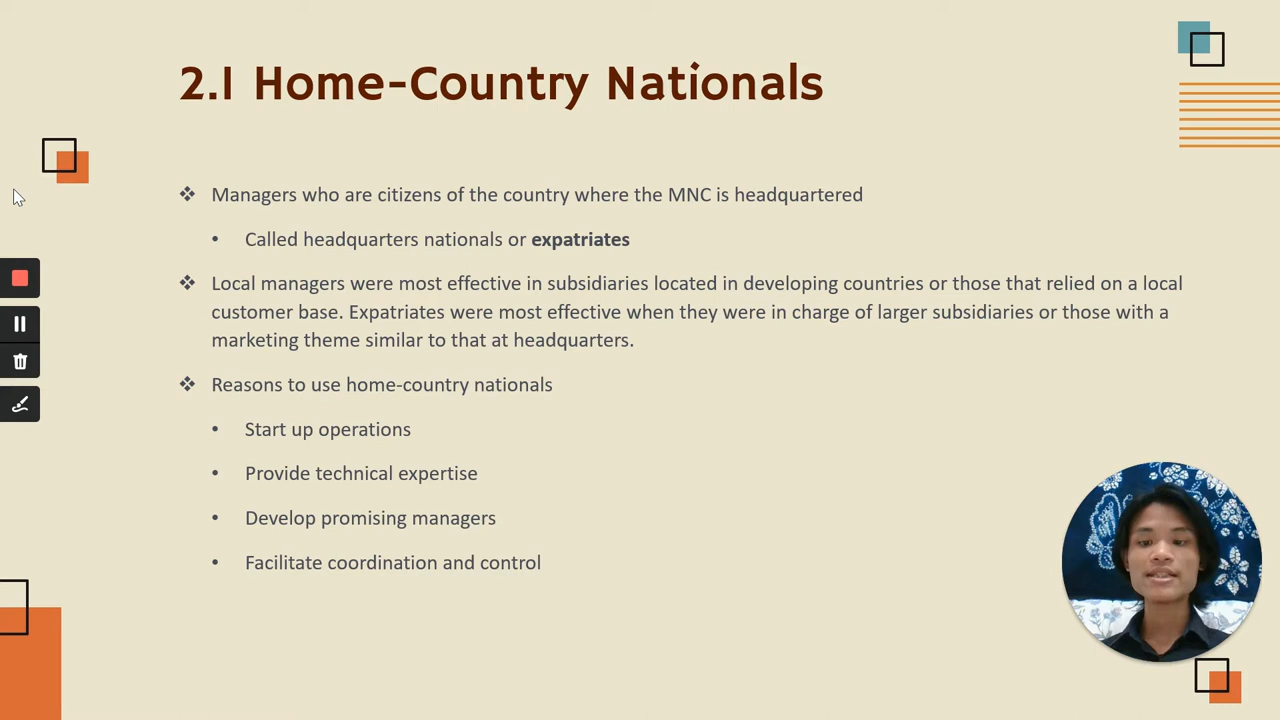 2.1 Home-Country Nationals
❖ Managers who are citizens of the country where the MNC is headquartered
• Called headquarters nationals or expatriates
❖ Local managers were most effective in subsidiaries located in developing countries or those that relied on a local
customer base. Expatriates were most effective when they were in charge of larger subsidiaries or those with a
marketing theme similar to that at headquarters.
❖ Reasons to use home-country nationals
• Start up operations
• Provide technical expertise
• Develop promising managers
• Facilitate coordination and control